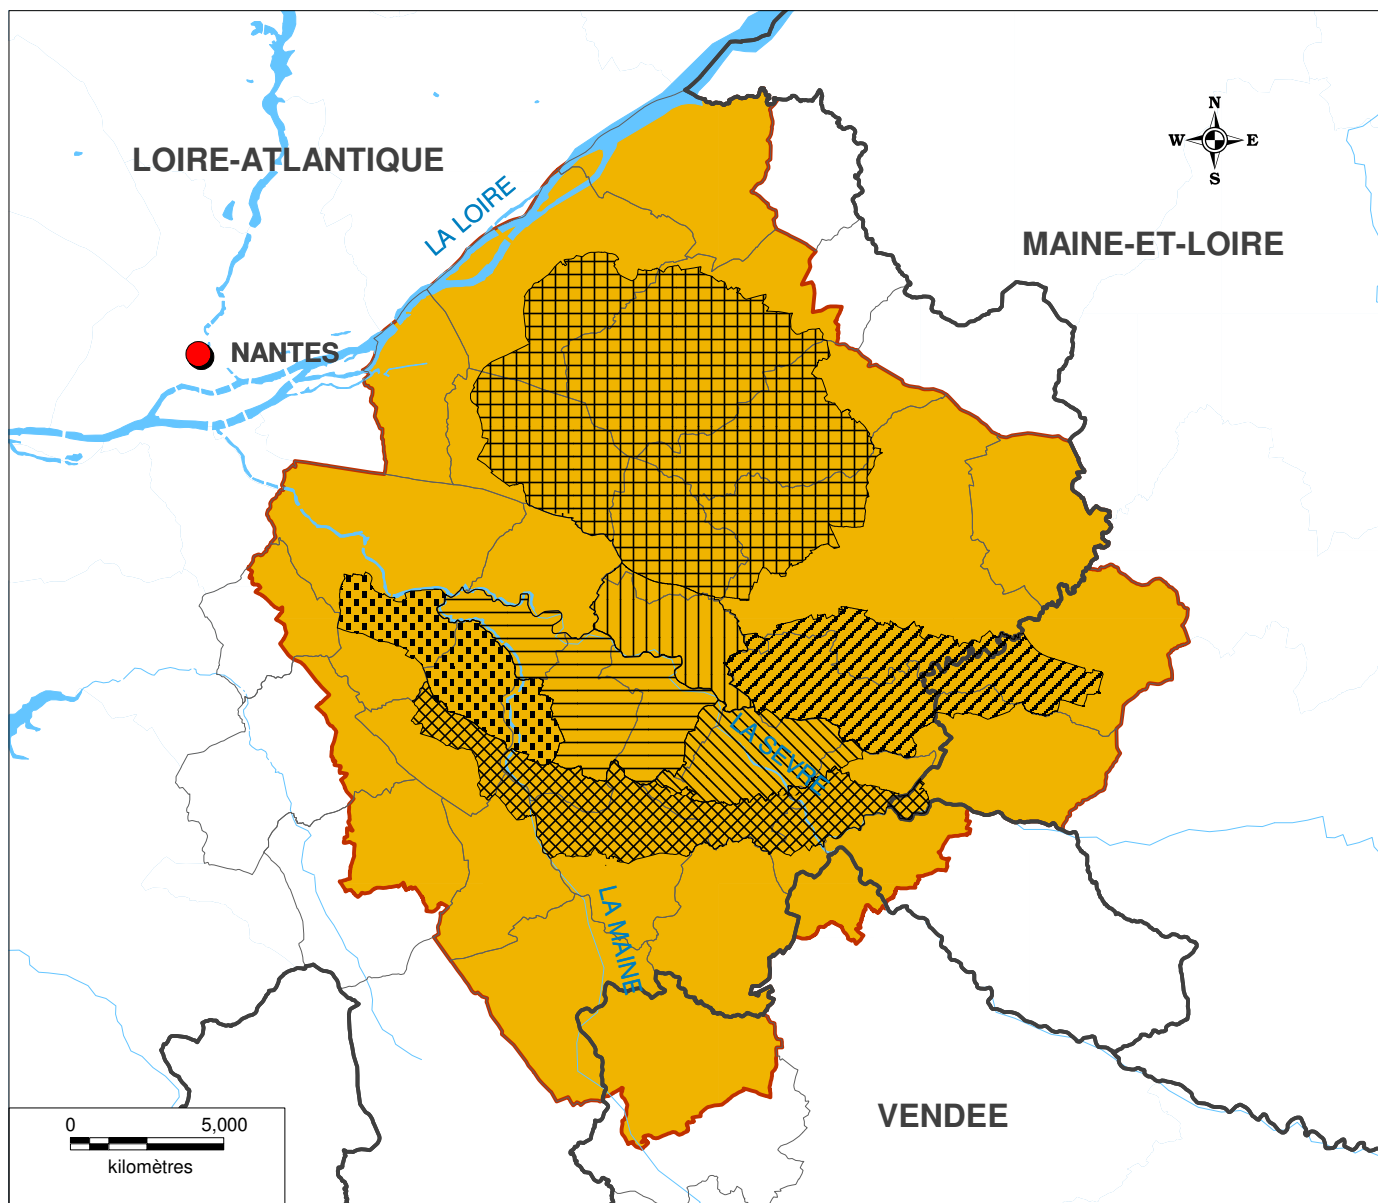 N
W E
S
LOIRE-ATLANTIQUE
LA LOIRE
MAINE-ET-LOIRE
NANTES
LA SEVRE
LA MAINE
VENDEE
0 5,000
kilomètres